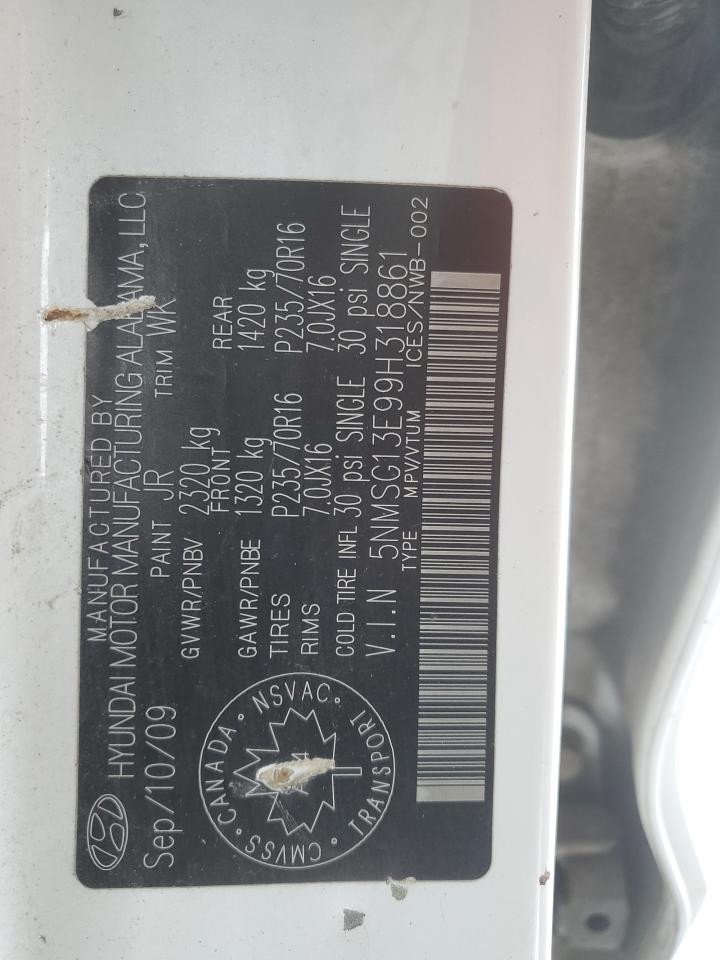 MANUFACTURED BY
HYUNDAI MOTOR MANUFACTURING ALABAMA, LLC
Sep/10/09 PAINT JR TRIM WK
GVWR/PNBV 2320 kg
FRONT REAR
GAWR/PNBE 1320 kg 1420 kg
TIRES P235/70R16 P235/70R16
RIMS 7.0JX16 7.0JX16
COLD TIRE INFL 30 psi SINGLE 30 psi SINGLE
V.I.N 5NMSG13E99H318861
TYPE MPV/VTUM ICES/NWB-002
CANADA · NSVAC · TRANSPORT · CMVSS ·